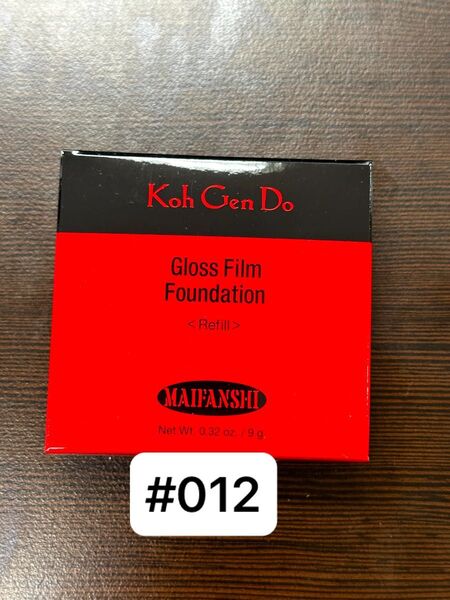 Koh Gen Do
Gloss Film
Foundation
< Refill >
MAIFANSHI
Net Wt. 0.32 oz. / 9 g
#012